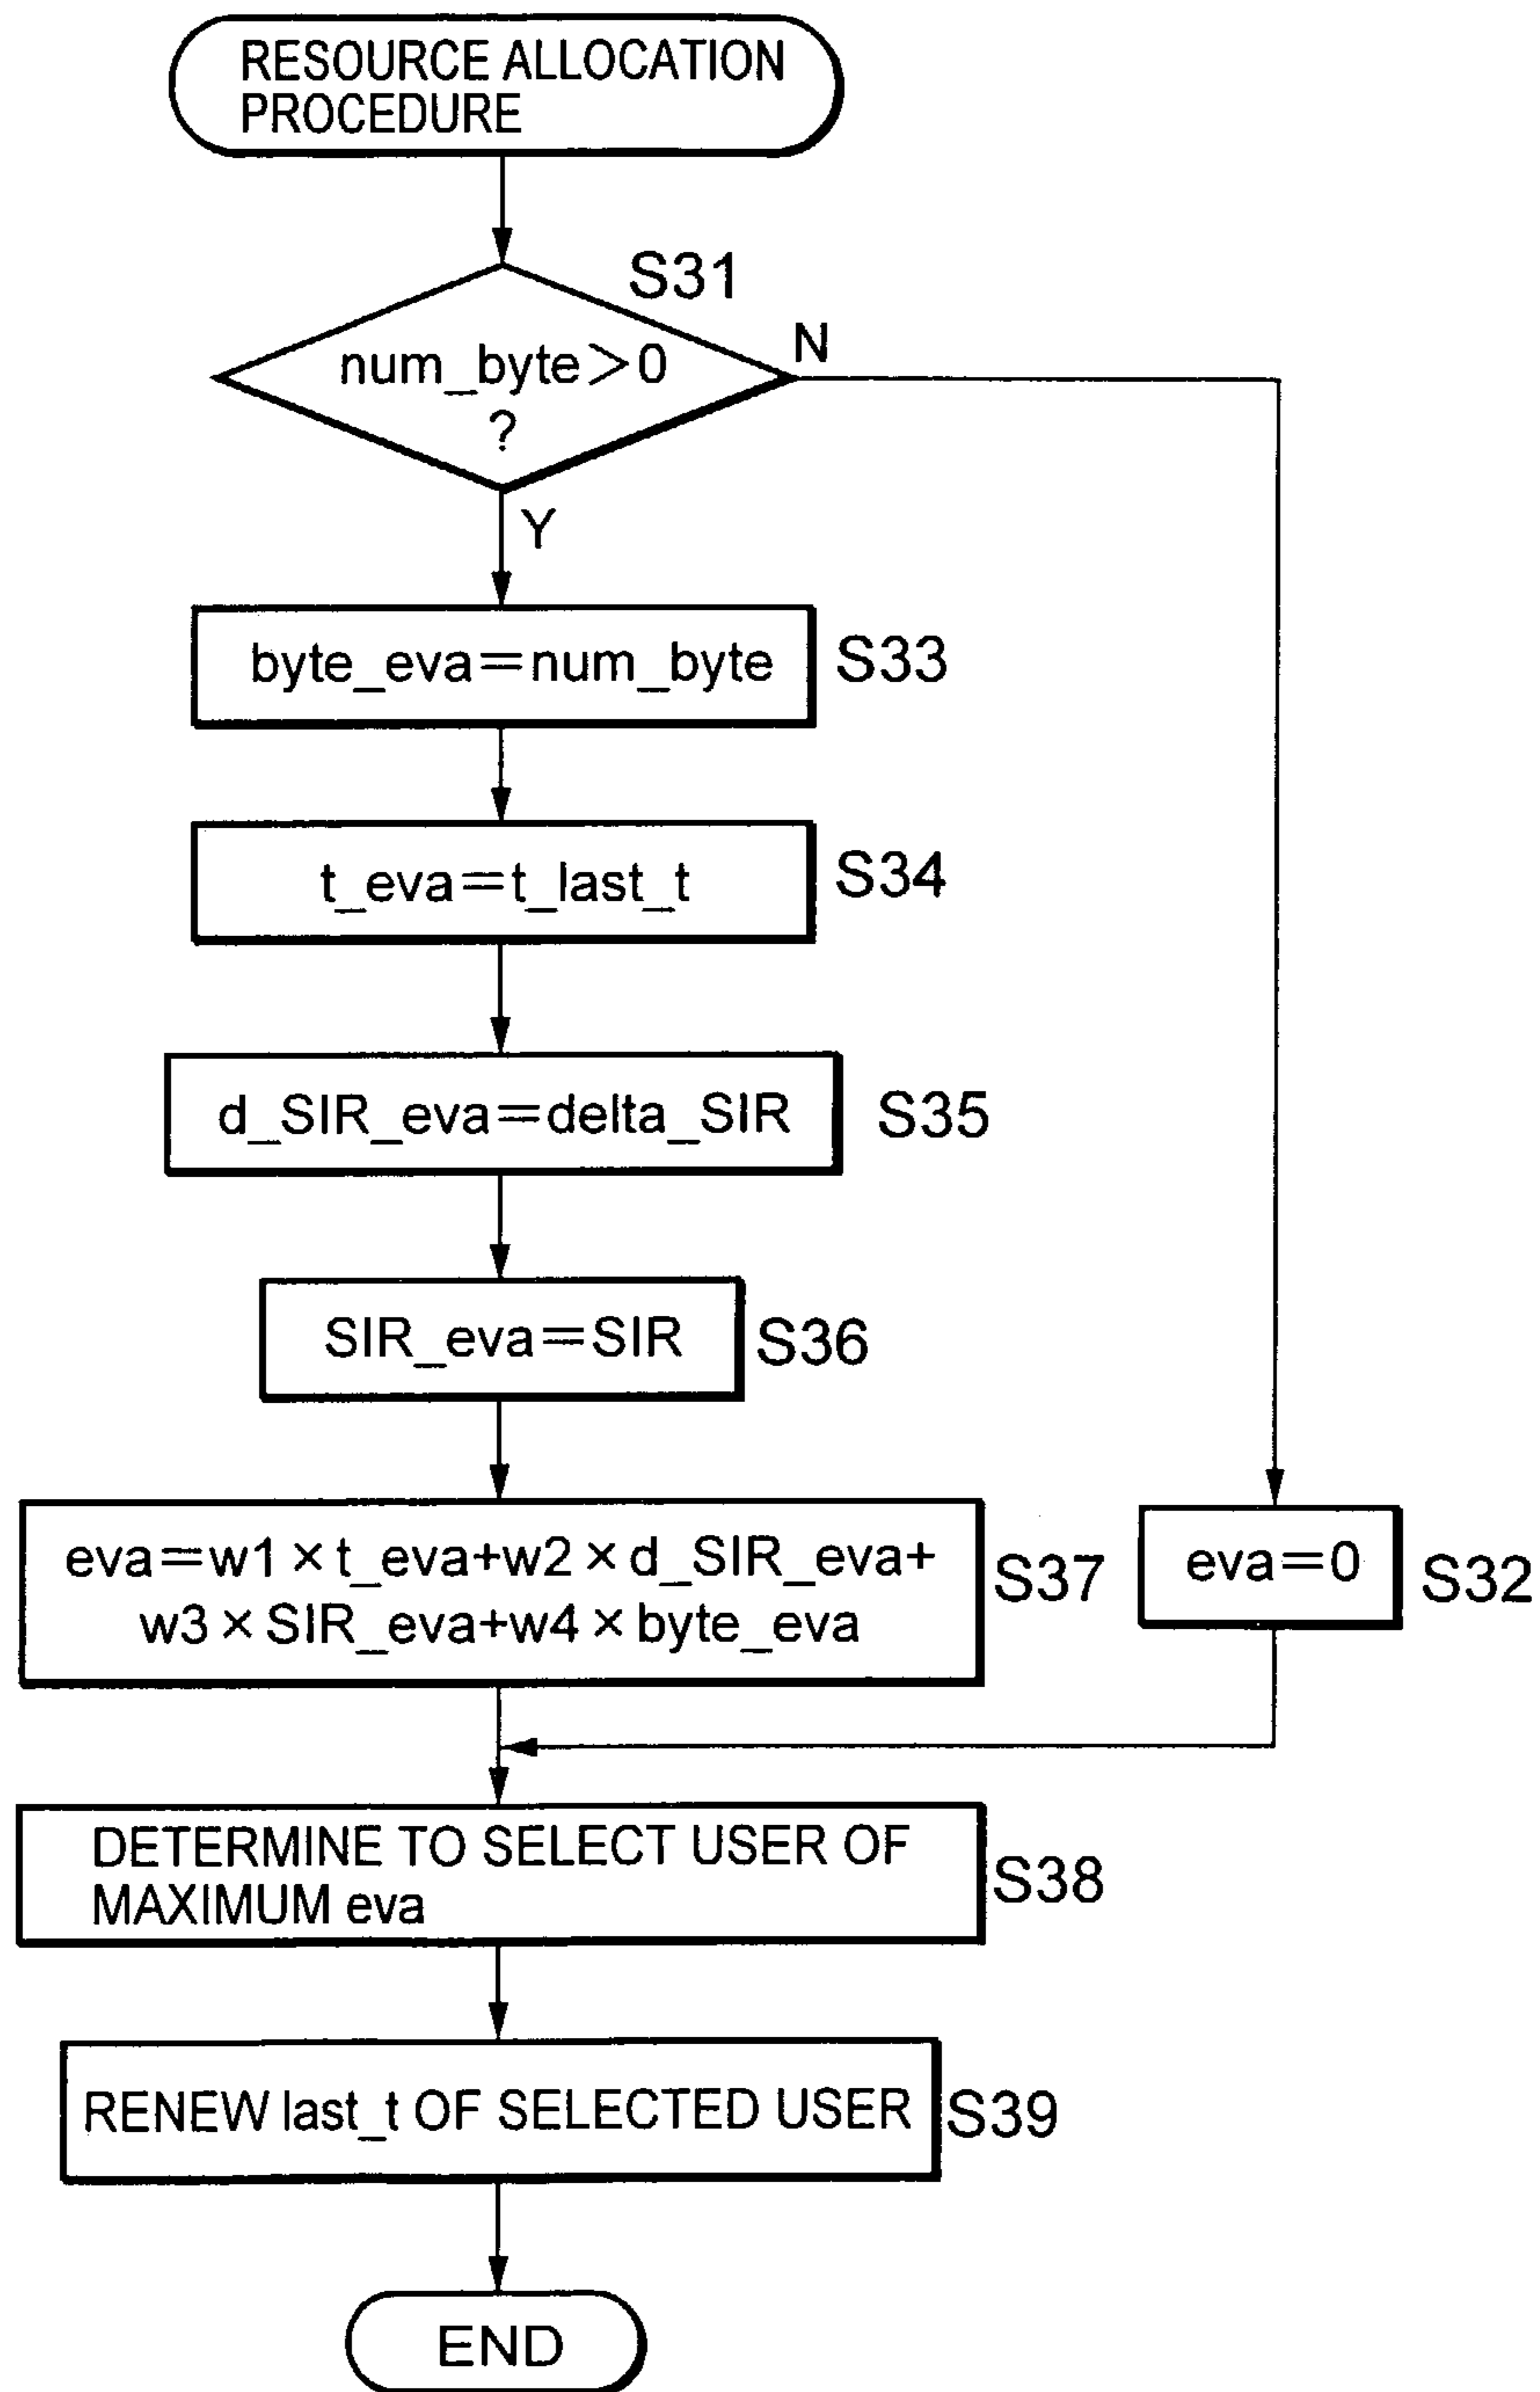 RESOURCE ALLOCATION
PROCEDURE
S31
num_byte>0
?
N
Y
byte_eva=num_byte
S33
t_eva=t_last_t
S34
d_SIR_eva=delta_SIR
S35
SIR_eva=SIR
S36
eva=w1×t_eva+w2×d_SIR_eva+
w3×SIR_eva+w4×byte_eva
S37
eva=0
S32
DETERMINE TO SELECT USER OF
MAXIMUM eva
S38
RENEW last_t OF SELECTED USER
S39
END